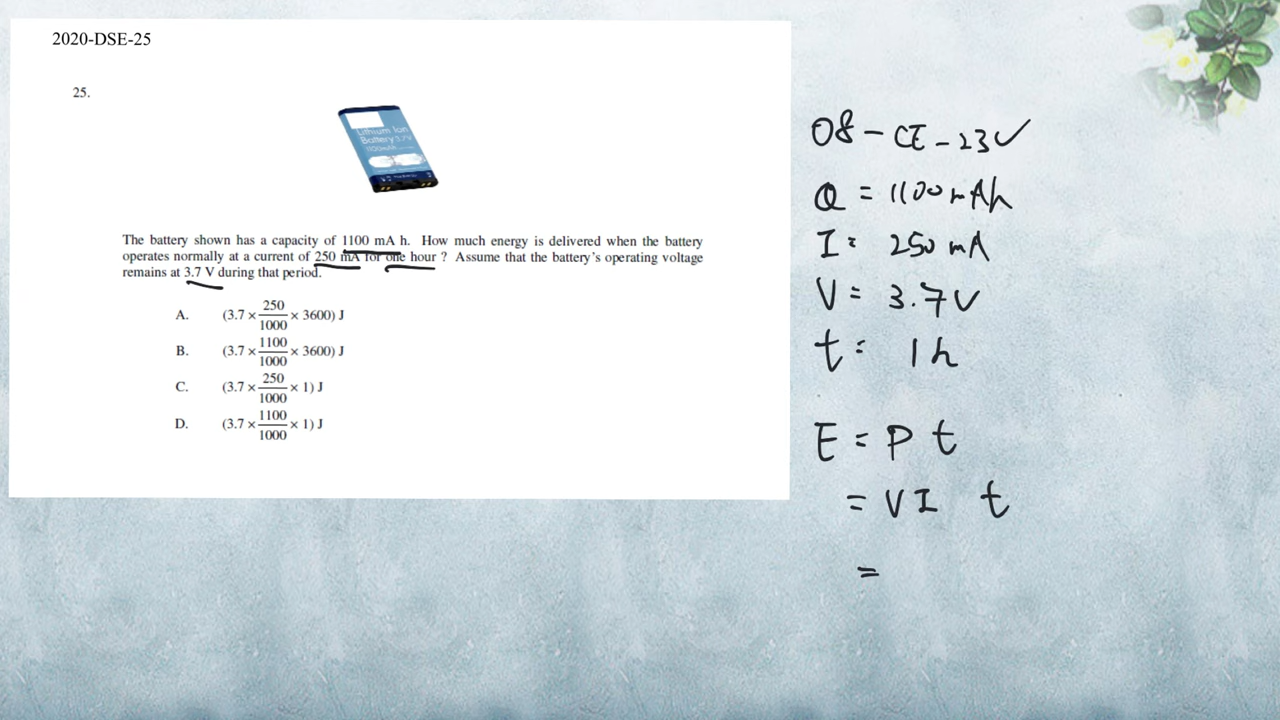 2020-DSE-25
25.
Lithium Ion
Battery 3.7V
The battery shown has a capacity of 1100 mA h. How much energy is delivered when the battery
operates normally at a current of 250 mA for one hour ? Assume that the battery's operating voltage
remains at 3.7 V during that period.
A. (3.7 × 250/1000 × 3600) J
B. (3.7 × 1100/1000 × 3600) J
C. (3.7 × 250/1000 × 1) J
D. (3.7 × 1100/1000 × 1) J
08 - CE - 23 ✓
Q = 1100 mAh
I = 250 mA
V = 3.7V
t = 1 h
E = P t
= V I t
=